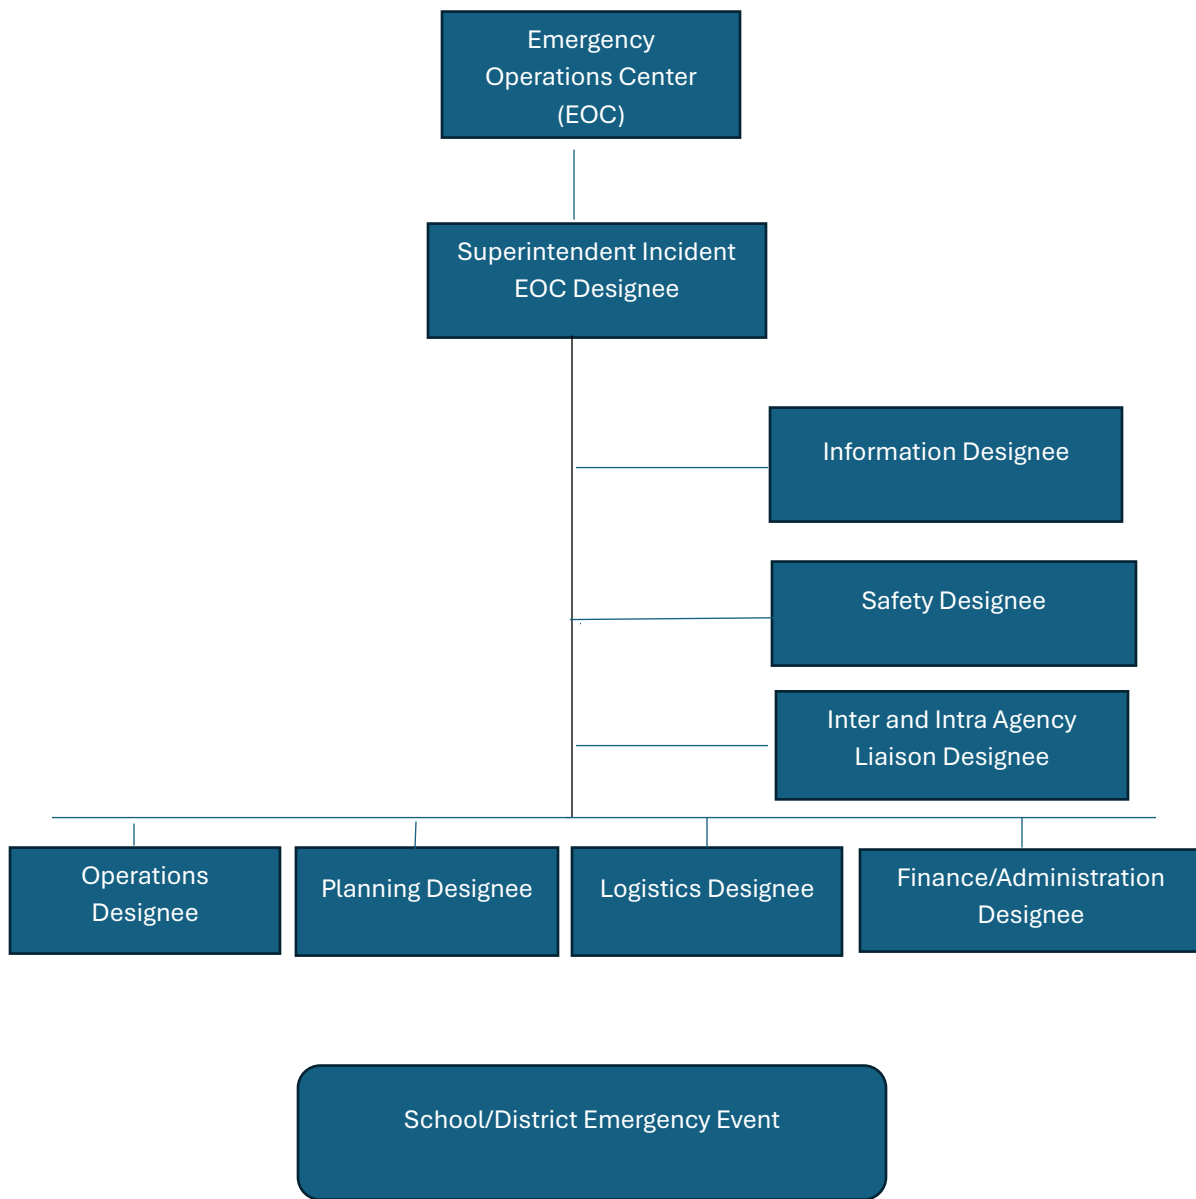 Emergency
Operations Center
(EOC)
Superintendent Incident
EOC Designee
Information Designee
Safety Designee
Inter and Intra Agency
Liaison Designee
Operations
Designee
Planning Designee
Logistics Designee
Finance/Administration
Designee
School/District Emergency Event